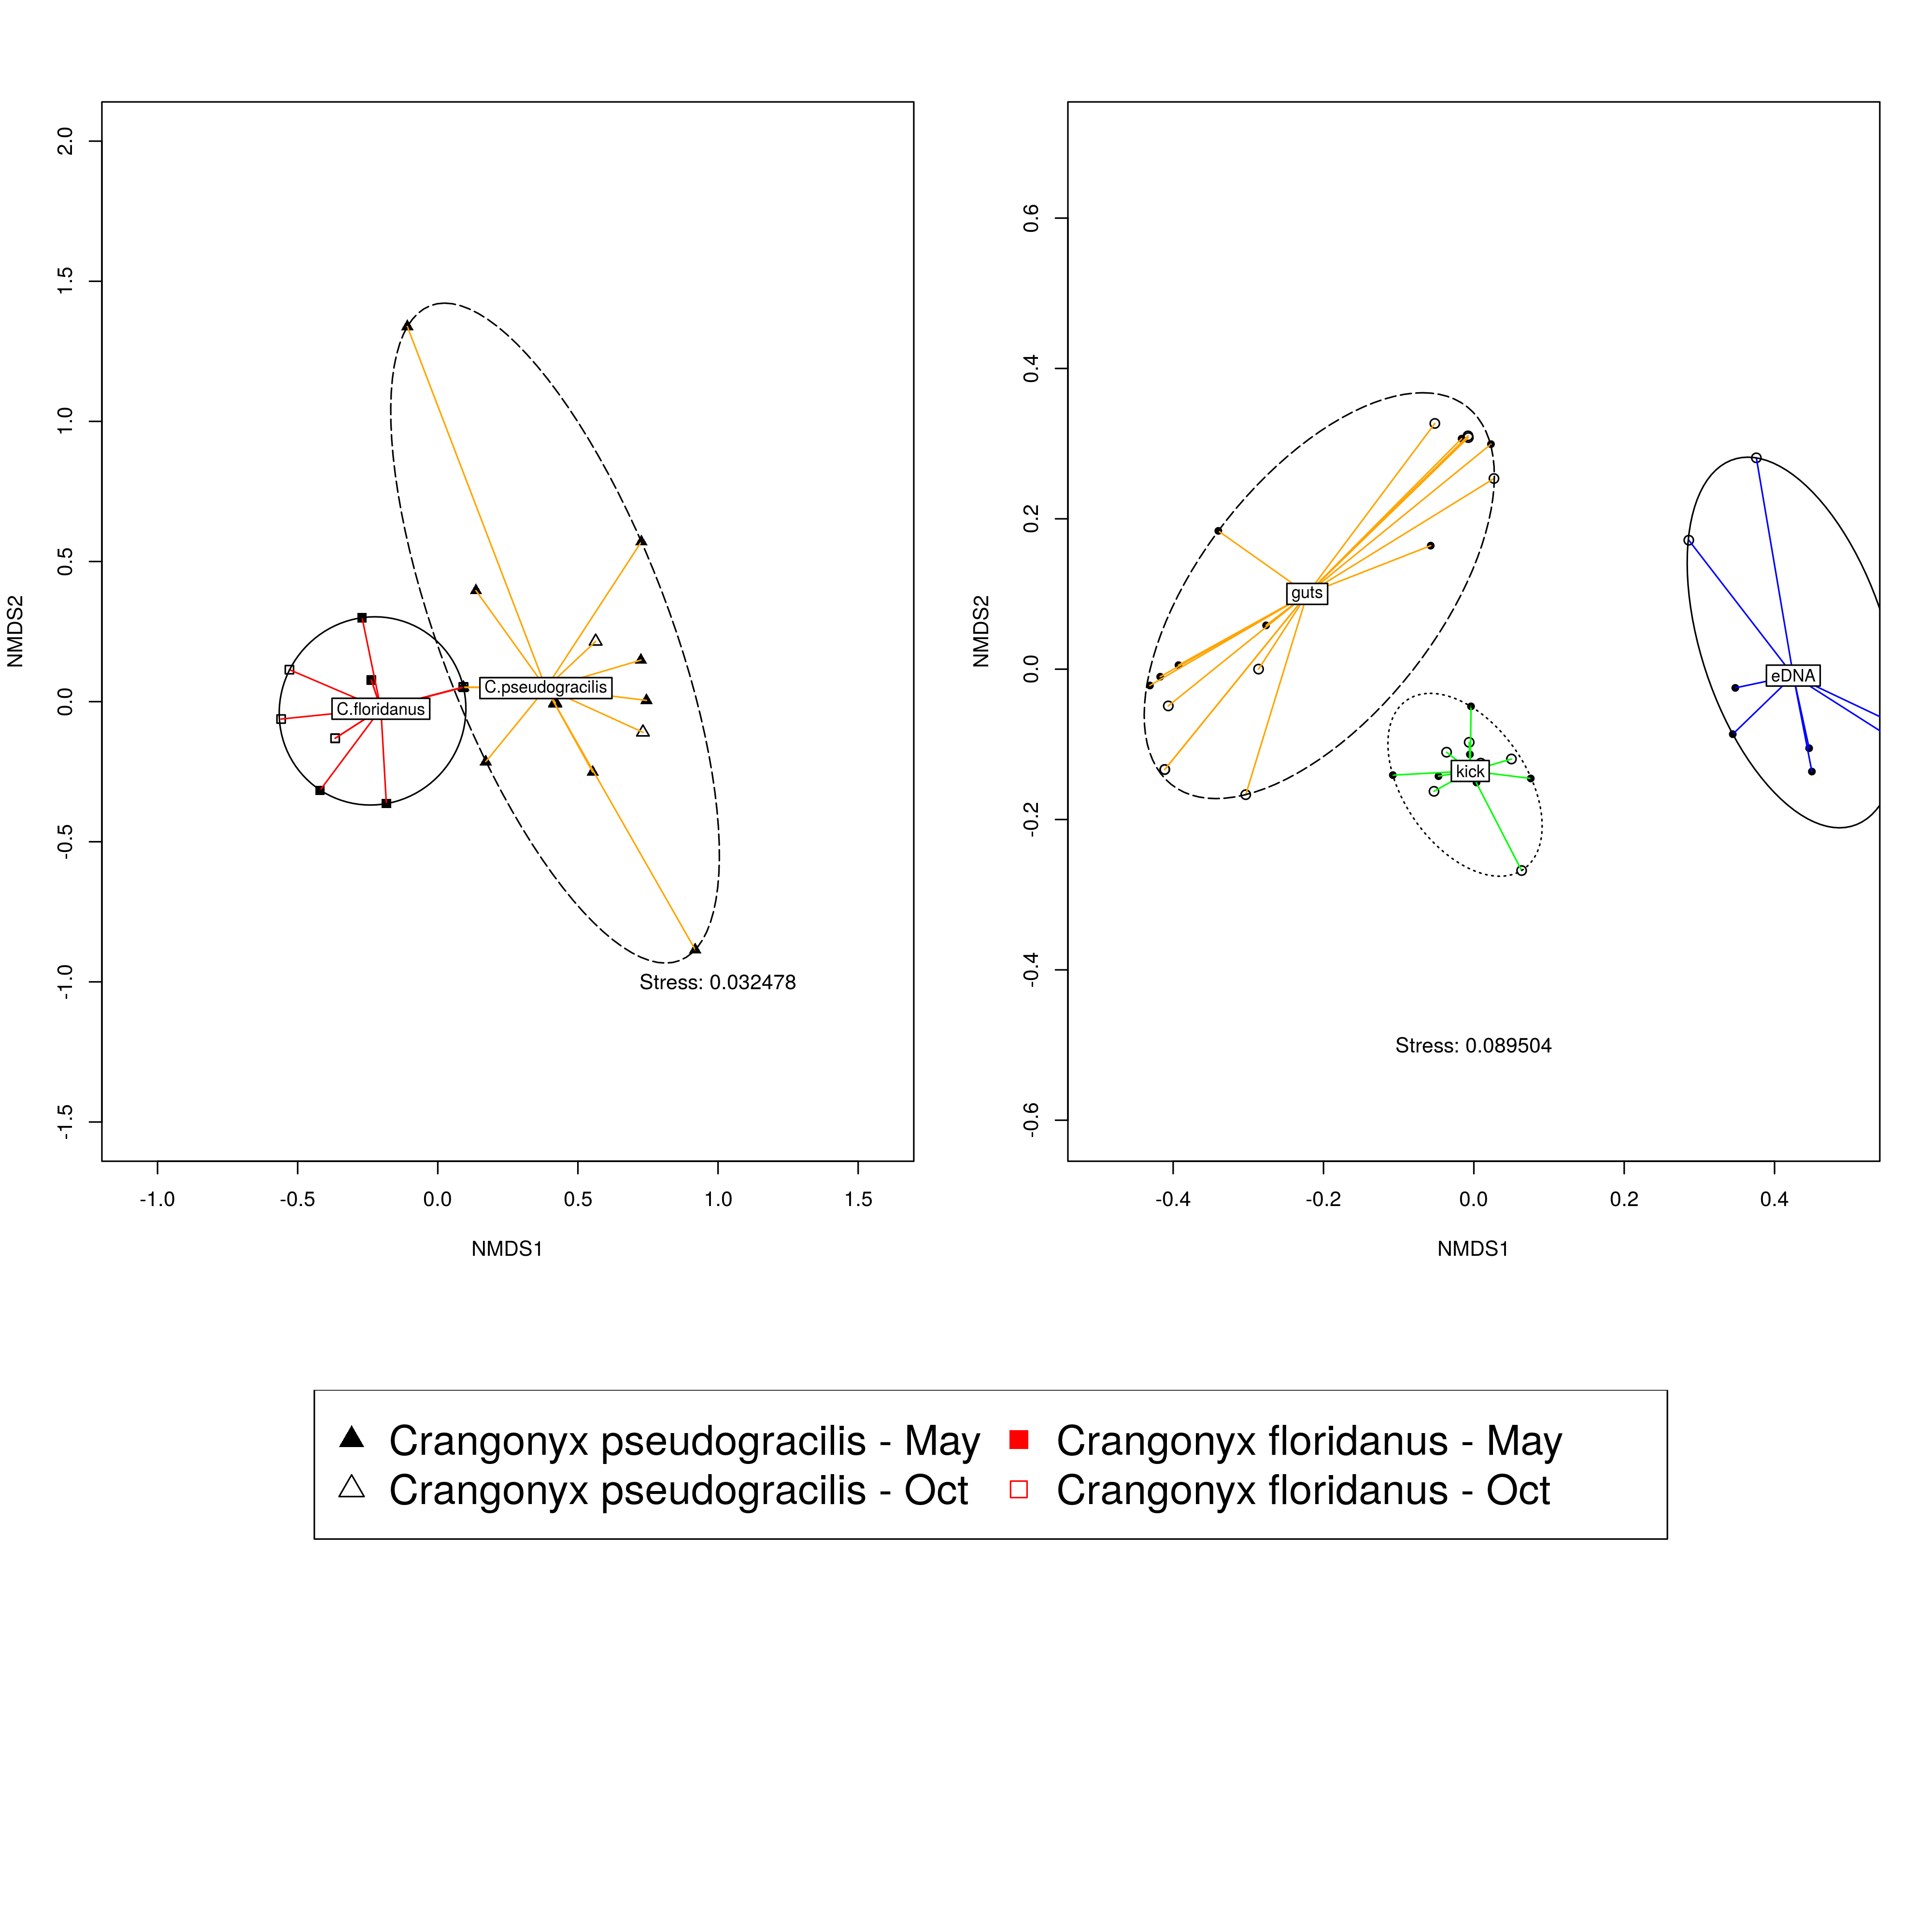 2.0
1.5
1.0
0.5
0.0
-0.5
-1.0
-1.5
NMDS2
C.pseudogracilis
C.floridanus
Stress: 0.032478
-1.0 -0.5 0.0 0.5 1.0 1.5
NMDS1
0.6
0.4
0.2
0.0
-0.2
-0.4
-0.6
NMDS2
guts
eDNA
kick
Stress: 0.089504
-0.4 -0.2 0.0 0.2 0.4
NMDS1
Crangonyx pseudogracilis - May Crangonyx floridanus - May
Crangonyx pseudogracilis - Oct Crangonyx floridanus - Oct